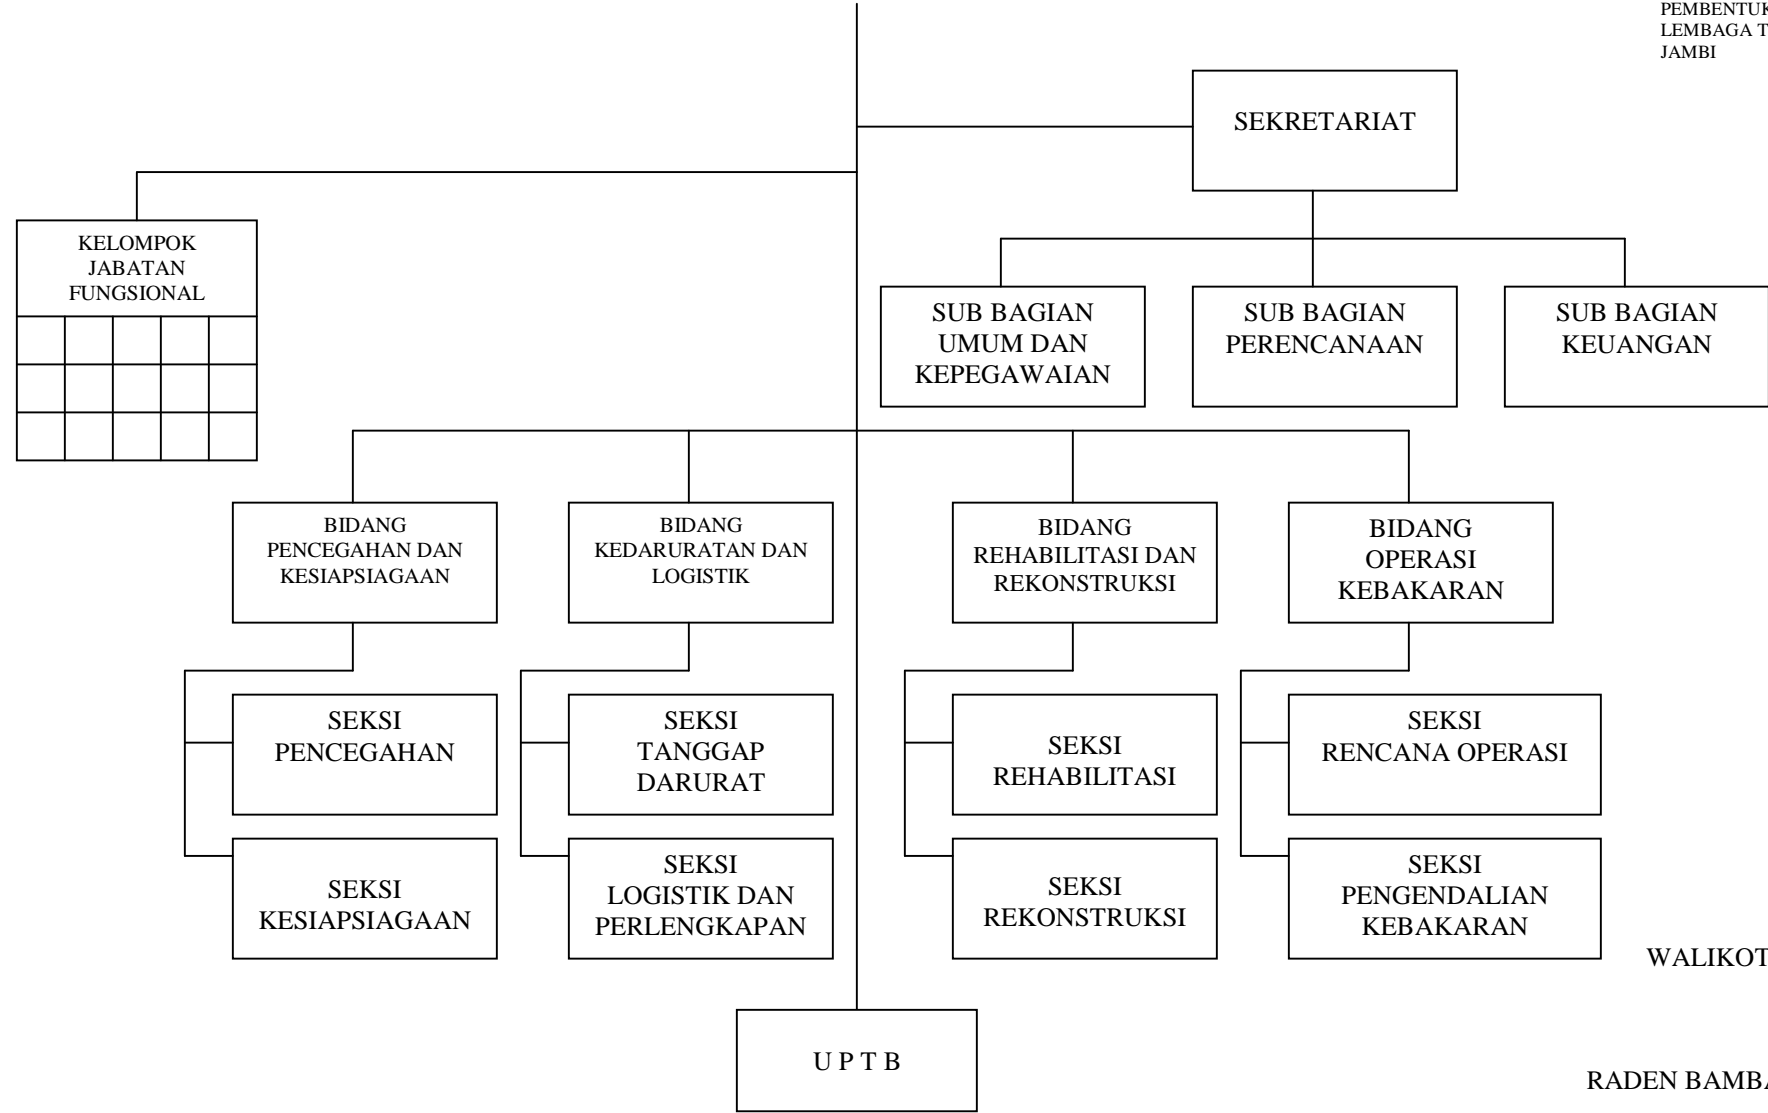 PEMBENTUK
LEMBAGA T
JAMBI
SEKRETARIAT
KELOMPOK
JABATAN
FUNGSIONAL
SUB BAGIAN
UMUM DAN
KEPEGAWAIAN
SUB BAGIAN
PERENCANAAN
SUB BAGIAN
KEUANGAN
BIDANG
PENCEGAHAN DAN
KESIAPSIAGAAN
BIDANG
KEDARURATAN DAN
LOGISTIK
BIDANG
REHABILITASI DAN
REKONSTRUKSI
BIDANG
OPERASI
KEBAKARAN
SEKSI
PENCEGAHAN
SEKSI
TANGGAP
DARURAT
SEKSI
REHABILITASI
SEKSI
RENCANA OPERASI
SEKSI
KESIAPSIAGAAN
SEKSI
LOGISTIK DAN
PERLENGKAPAN
SEKSI
REKONSTRUKSI
SEKSI
PENGENDALIAN
KEBAKARAN
WALIKOT
U P T B
RADEN BAMBA